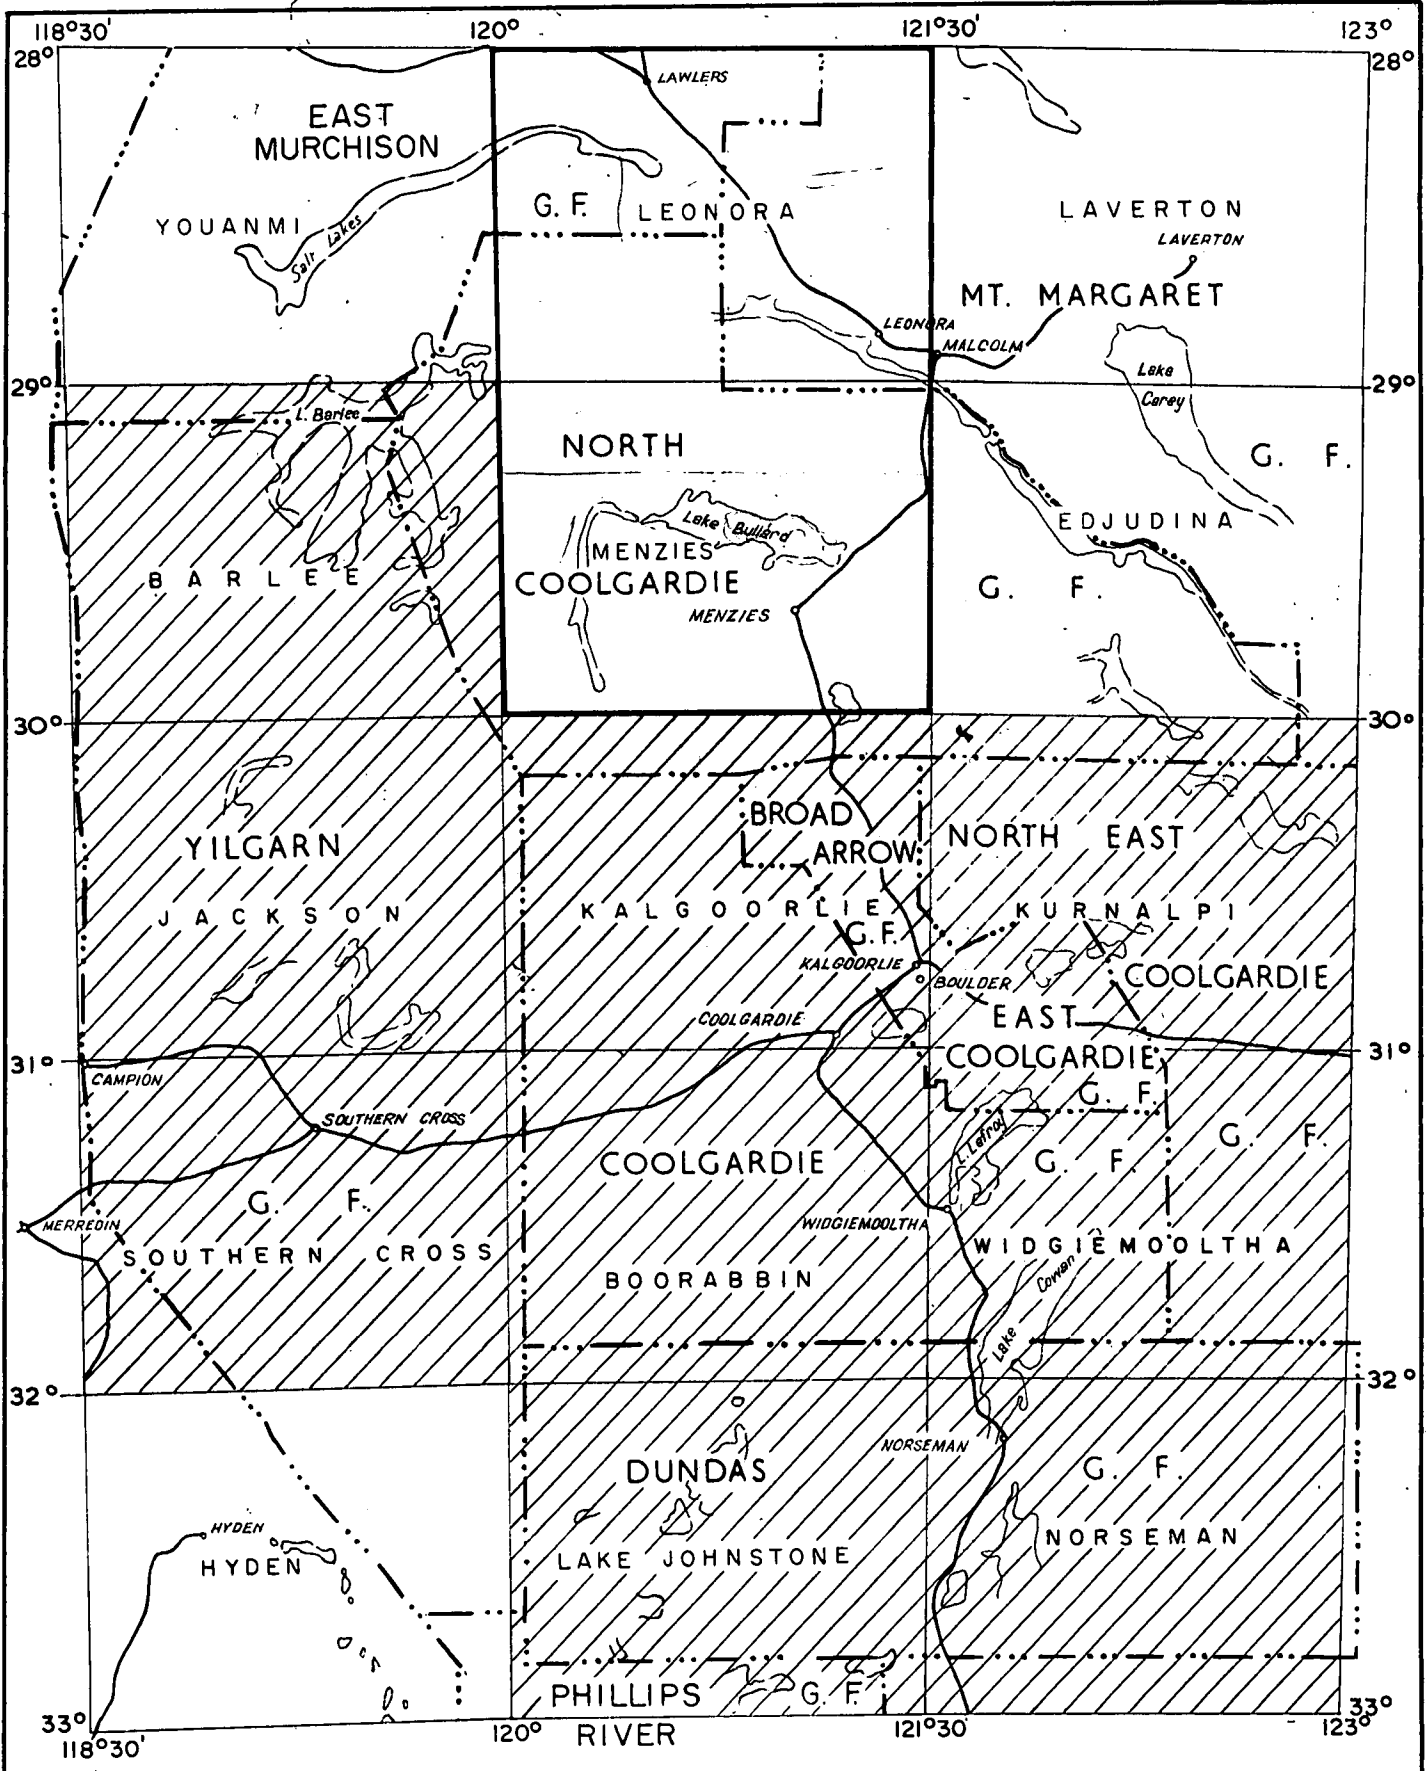 118°30'
120°
121°30'
123°
28°
28°
LAWLERS
EAST
MURCHISON
G. F.
LEONORA
LAVERTON
YOUANMI
Salt Lakes
LAVERTON
MT. MARGARET
LEONORA
MALCOLM
Lake
Carey
29°
29°
L. Barlee
NORTH
G. F.
Lake Bullard
EDJUDINA
MENZIES
BARLEE
COOLGARDIE
G. F.
MENZIES
30°
30°
BROAD
ARROW
NORTH EAST
YILGARN
JACKSON
KALGOORLIE
KURNALPI
G. F.
KALGOORLIE
BOULDER
COOLGARDIE
COOLGARDIE
EAST
31°
COOLGARDIE
31°
CAMPION
G. F.
SOUTHERN CROSS
L. Lefroy
G. F.
COOLGARDIE
G. F.
G. F.
MERREDIN
WIDGIEMOOLTHA
SOUTHERN CROSS
WIDGIEMOOLTHA
BOORABBIN
Lake Cowan
32°
32°
NORSEMAN
DUNDAS
G. F.
HYDEN
HYDEN
LAKE JOHNSTONE
NORSEMAN
PHILLIPS
RIVER
G. F.
33°
33°
118°30'
120°
121°30'
123°